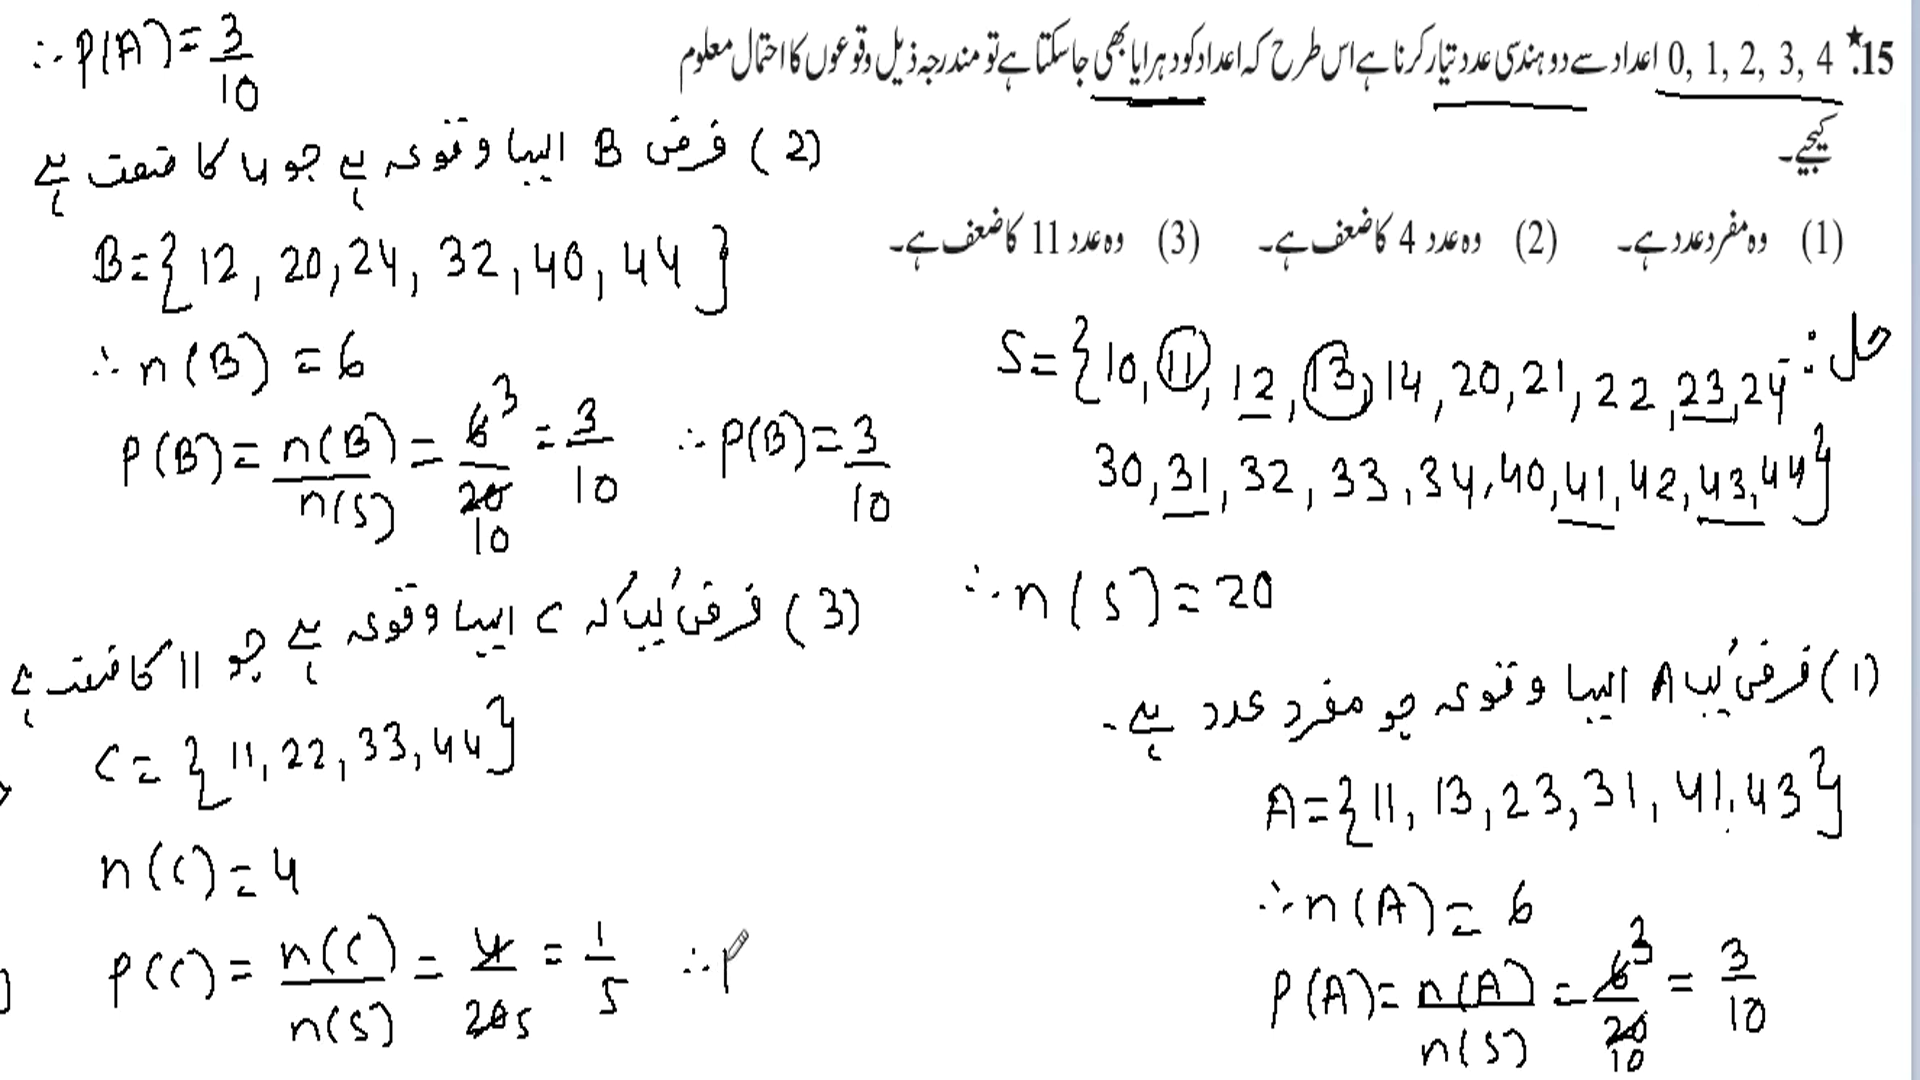 15.* 0, 1, 2, 3, 4 اعداد سے دو ہندسی عدد تیار کرنا ہے اس طرح کہ اعداد کو دہرایا بھی جا سکتا ہے تو مندرجہ ذیل وقوعوں کا احتمال معلوم
کیجیے۔
(1) وہ مفرد عدد ہے۔ (2) وہ عدد 4 کا ضعف ہے۔ (3) وہ عدد 11 کا ضعف ہے۔
حل:
S={10, 11, 12, 13, 14, 20, 21, 22, 23, 24
30, 31, 32, 33, 34, 40, 41, 42, 43, 44}
∴ n(S) = 20
(1) فرض کیا A ایسا وقوعہ جو مفرد عدد ہے۔
A={11, 13, 23, 31, 41, 43}
∴ n(A) = 6
P(A) = n(A)/n(S) = 6 3/20 10 = 3/10
∴ P(A) = 3/10
(2) فرض B ایسا وقوعہ ہے جو 4 کا ضعف ہے
B={12, 20, 24, 32, 40, 44}
∴ n(B) = 6
P(B) = n(B)/n(S) = 6 3/20 10 = 3/10 ∴ P(B) = 3/10
(3) فرض کیا کہ C ایسا وقوعہ ہے جو 11 کا ضعف ہے
C = {11, 22, 33, 44}
n(C) = 4
P(C) = n(C)/n(S) = 4/20 5 = 1/5 ∴ P